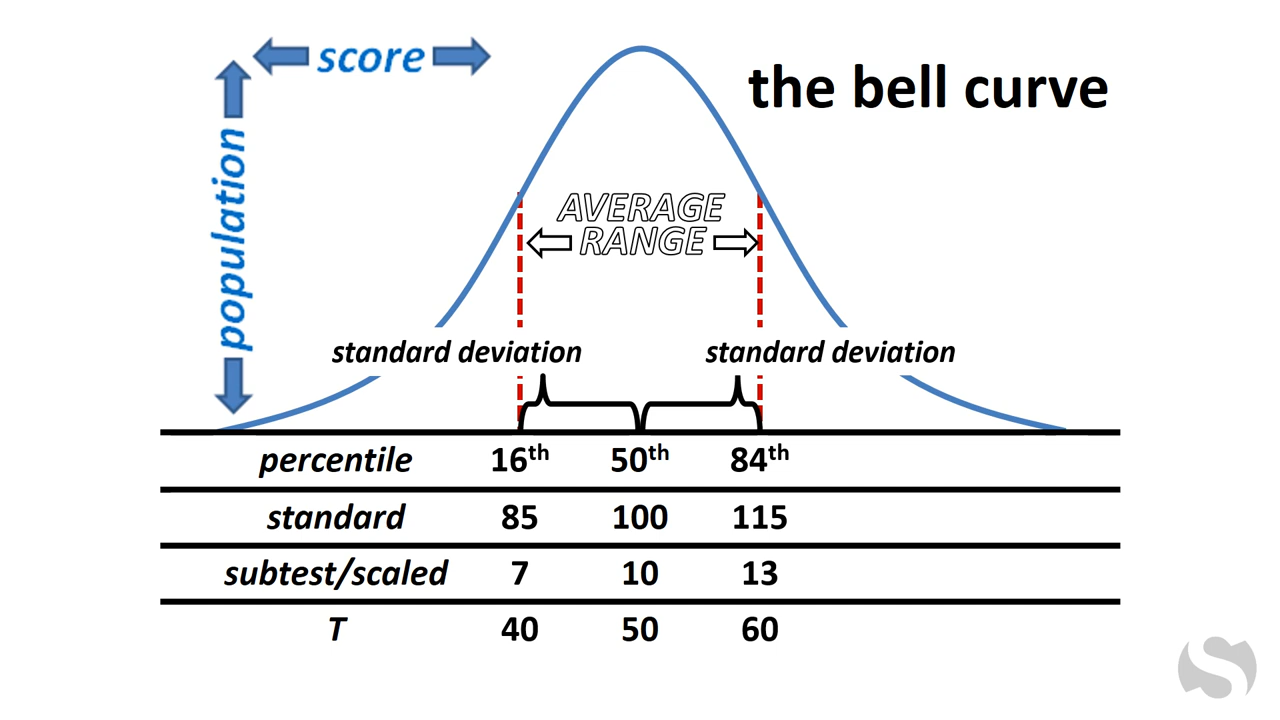 score
the bell curve
population
AVERAGE
RANGE
standard deviation standard deviation
percentile 16th 50th 84th
standard 85 100 115
subtest/scaled 7 10 13
T 40 50 60
S